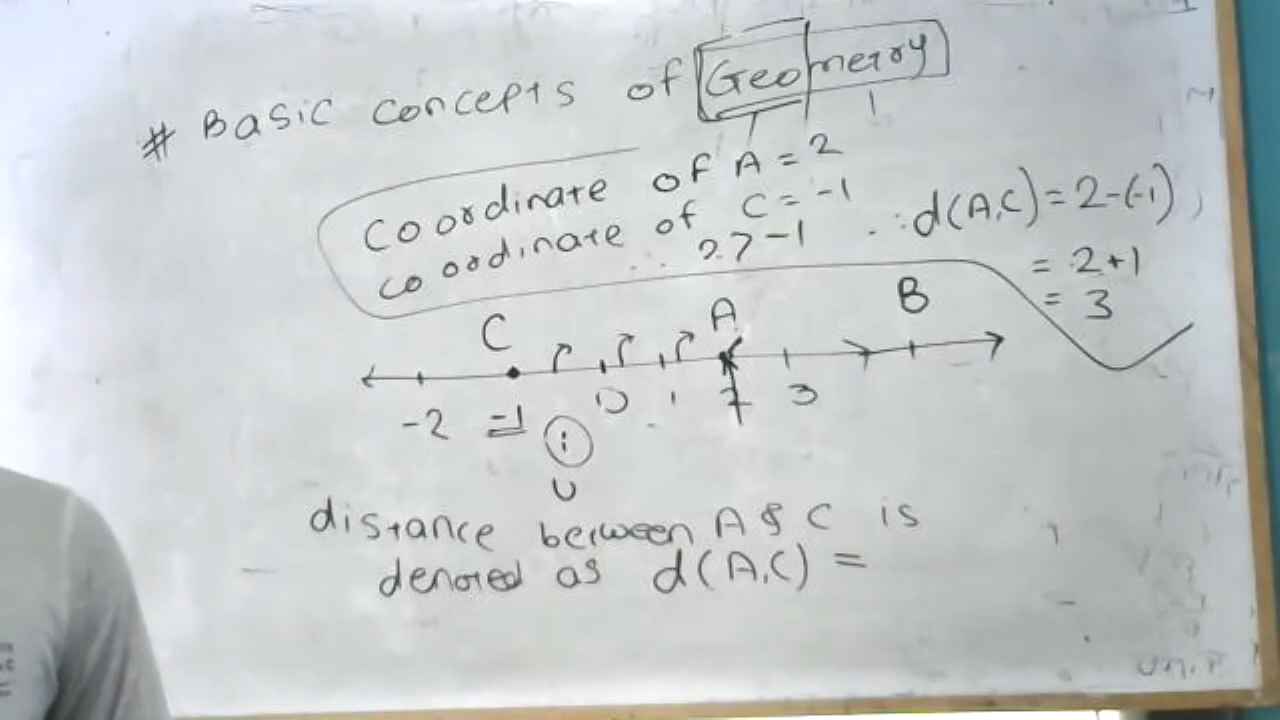 # Basic concepts of Geometry
Coordinate of A = 2
coordinate of C = -1
∴ 2 > -1
∴ d(A,C) = 2-(-1)
= 2+1
= 3
C A B
-2 -1 0 1 2 3
distance between A & C is
denoted as d(A,C) =